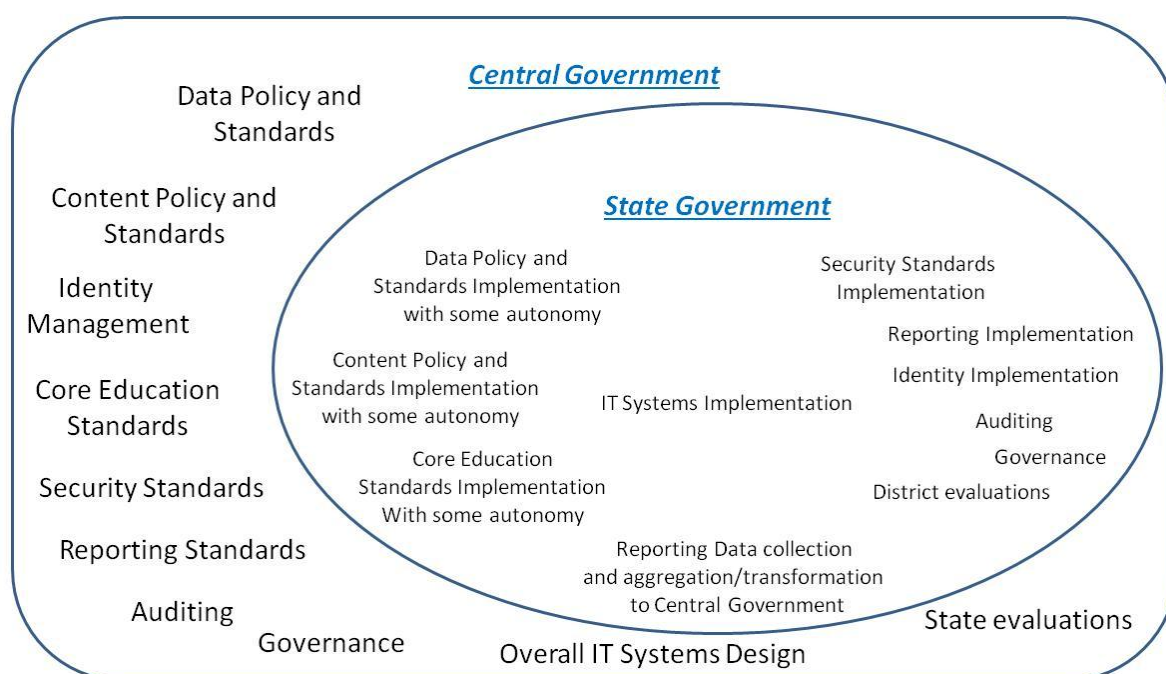 Central Government
Data Policy and
Standards
Content Policy and
Standards
Identity
Management
Core Education
Standards
Security Standards
Reporting Standards
Auditing
Governance
Overall IT Systems Design
State evaluations
State Government
Data Policy and
Standards Implementation
with some autonomy
Content Policy and
Standards Implementation
with some autonomy
Core Education
Standards Implementation
With some autonomy
IT Systems Implementation
Reporting Data collection
and aggregation/transformation
to Central Government
Security Standards
Implementation
Reporting Implementation
Identity Implementation
Auditing
Governance
District evaluations